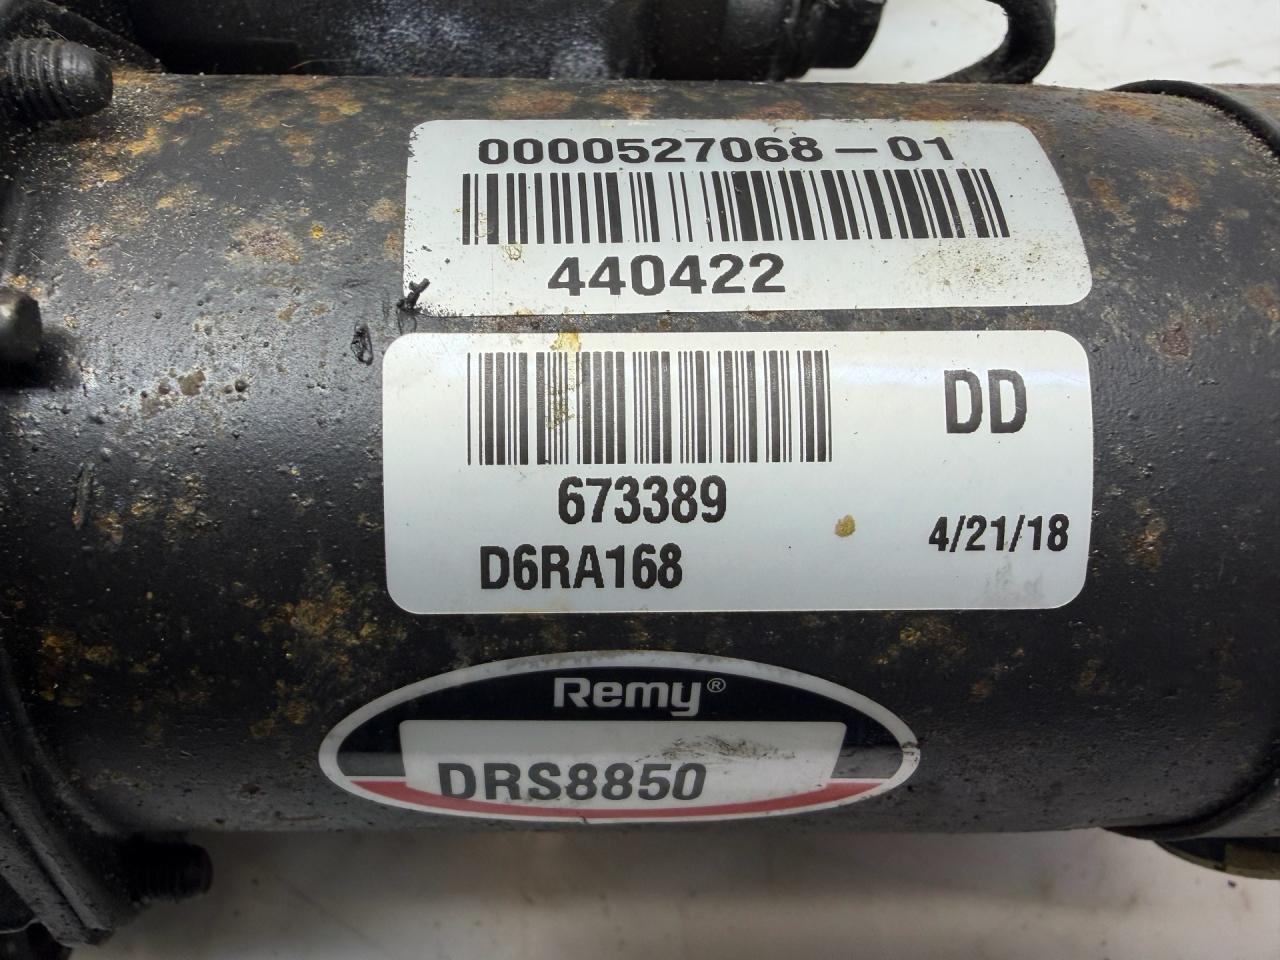 0000527068-01
440422
DD
673389
4/21/18
D6RA168
Remy®
DRS8850